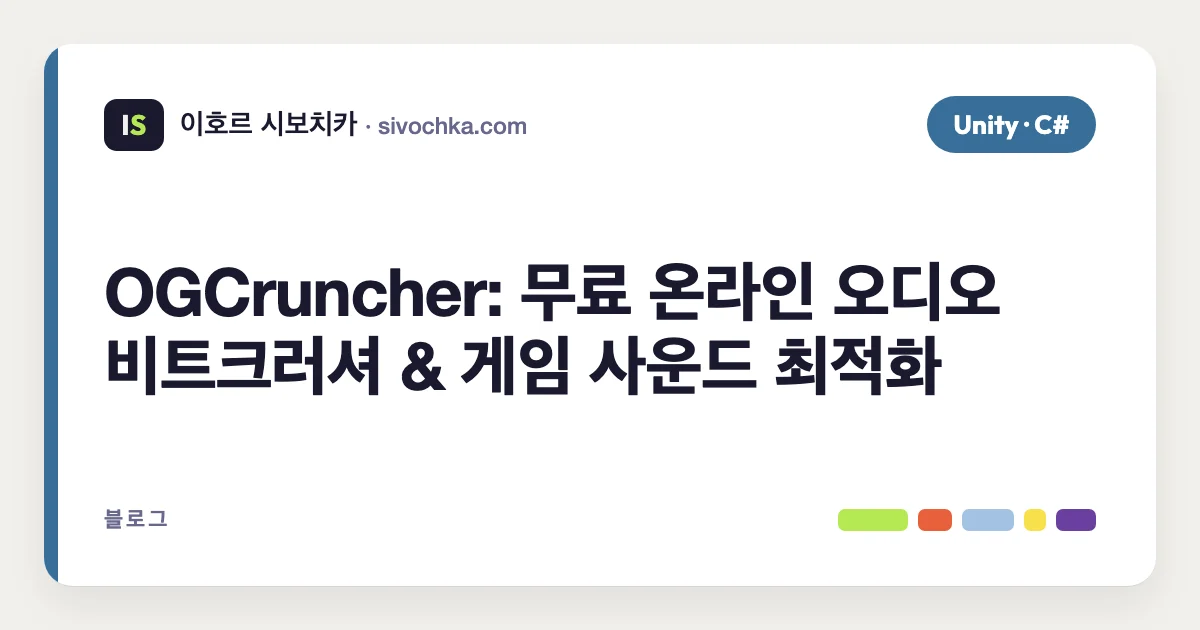 IS 이호르 시보치카 · sivochka.com
Unity · C#
OGCruncher: 무료 온라인 오디오
비트크러셔 & 게임 사운드 최적화
블로그